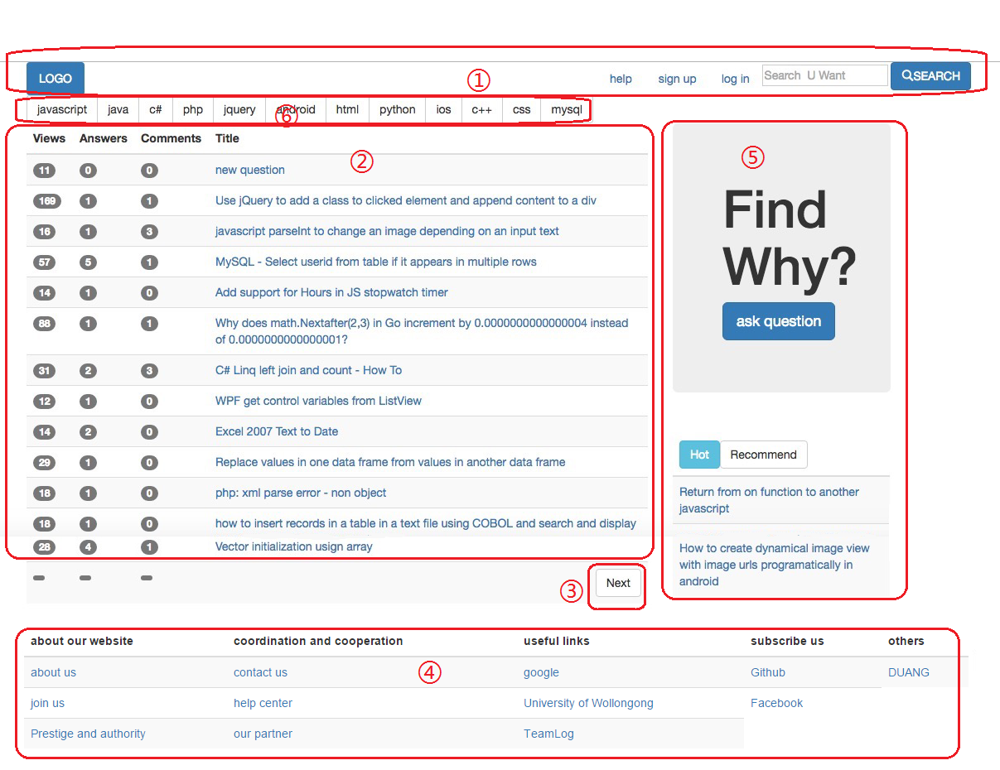 LOGO ① help sign up log in Search U Want SEARCH
javascript java c# php jquery android html python ios c++ css mysql
⑥
Views Answers Comments Title
②
11 0 0 new question
169 1 1 Use jQuery to add a class to clicked element and append content to a div
16 1 3 javascript parseInt to change an image depending on an input text
57 5 1 MySQL - Select userid from table if it appears in multiple rows
14 1 0 Add support for Hours in JS stopwatch timer
88 1 1 Why does math.Nextafter(2,3) in Go increment by 0.0000000000000004 instead
of 0.0000000000000001?
31 2 3 C# Linq left join and count - How To
12 1 0 WPF get control variables from ListView
14 2 0 Excel 2007 Text to Date
29 1 0 Replace values in one data frame from values in another data frame
18 1 0 php: xml parse error - non object
18 1 0 how to insert records in a table in a text file using COBOL and search and display
28 4 1 Vector initialization usign array
③ Next
⑤
Find
Why?
ask question
Hot Recommend
Return from on function to another
javascript
How to create dynamical image view
with image urls programatically in
android
about our website coordination and cooperation useful links subscribe us others
about us contact us ④ google Github DUANG
join us help center University of Wollongong Facebook
Prestige and authority our partner TeamLog